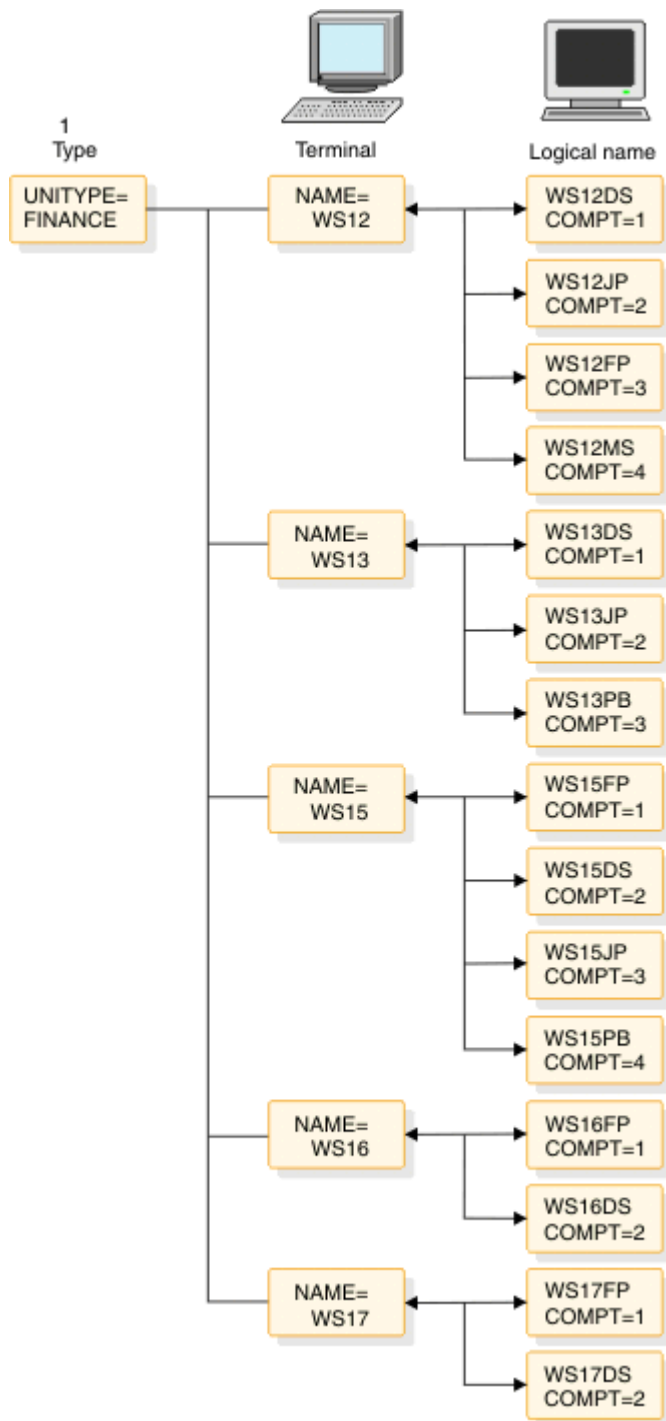 1
Type
Terminal
Logical name
UNITYPE=
FINANCE
NAME=
WS12
WS12DS
COMPT=1
WS12JP
COMPT=2
WS12FP
COMPT=3
WS12MS
COMPT=4
NAME=
WS13
WS13DS
COMPT=1
WS13JP
COMPT=2
WS13PB
COMPT=3
NAME=
WS15
WS15FP
COMPT=1
WS15DS
COMPT=2
WS15JP
COMPT=3
WS15PB
COMPT=4
NAME=
WS16
WS16FP
COMPT=1
WS16DS
COMPT=2
NAME=
WS17
WS17FP
COMPT=1
WS17DS
COMPT=2